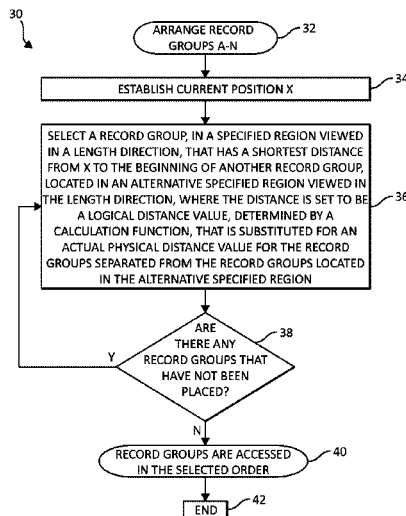 30
ARRANGE RECORD
GROUPS A-N
32
ESTABLISH CURRENT POSITION X
34
SELECT A RECORD GROUP, IN A SPECIFIED REGION VIEWED
IN A LENGTH DIRECTION, THAT HAS A SHORTEST DISTANCE
FROM X TO THE BEGINNING OF ANOTHER RECORD GROUP,
LOCATED IN AN ALTERNATIVE SPECIFIED REGION VIEWED IN
THE LENGTH DIRECTION, WHERE THE DISTANCE IS SET TO BE
A LOGICAL DISTANCE VALUE, DETERMINED BY A
CALCULATION FUNCTION, THAT IS SUBSTITUTED FOR AN
ACTUAL PHYSICAL DISTANCE VALUE FOR THE RECORD
GROUPS SEPARATED FROM THE RECORD GROUPS LOCATED
IN THE ALTERNATIVE SPECIFIED REGION
36
ARE
THERE ANY
RECORD GROUPS THAT
HAVE NOT BEEN
PLACED?
38
Y
N
RECORD GROUPS ARE ACCESSED
IN THE SELECTED ORDER
40
END
42